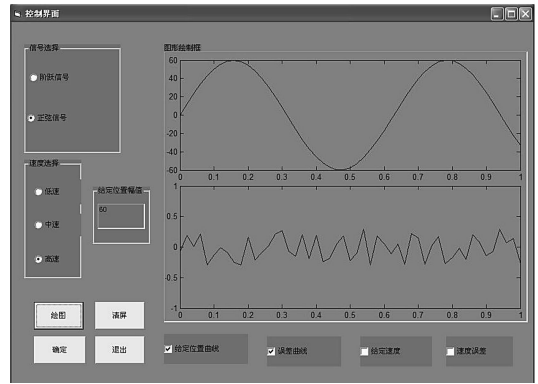 控制界面
信号选择
阶跃信号
正弦信号
速度选择
低速
中速
高速
给定位置幅值
60
绘图
清屏
确定
退出
图形绘制框
60
40
20
0
-20
-40
-60
0 0.1 0.2 0.3 0.4 0.5 0.6 0.7 0.8 0.9 1
1
0.5
0
-0.5
-1
0 0.1 0.2 0.3 0.4 0.5 0.6 0.7 0.8 0.9 1
给定位置曲线
误差曲线
给定速度
速度误差